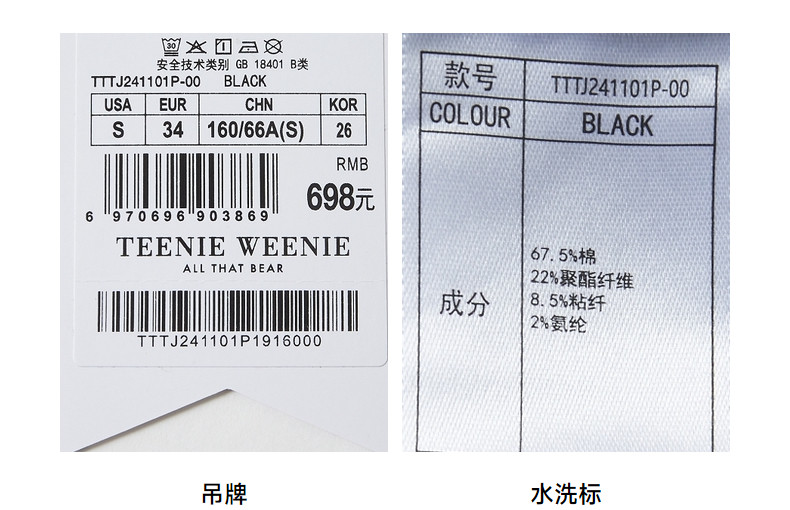 30
安全技术类别 GB 18401 B类
TTTJ241101P-00 BLACK
USA EUR CHN KOR
S 34 160/66A(S) 26
RMB
698元
6 970696 903869
TEENIE WEENIE
ALL THAT BEAR
TTTJ241101P1916000
吊牌
款号 TTTJ241101P-00
COLOUR BLACK
成分
67.5%棉
22%聚酯纤维
8.5%粘纤
2%氨纶
水洗标